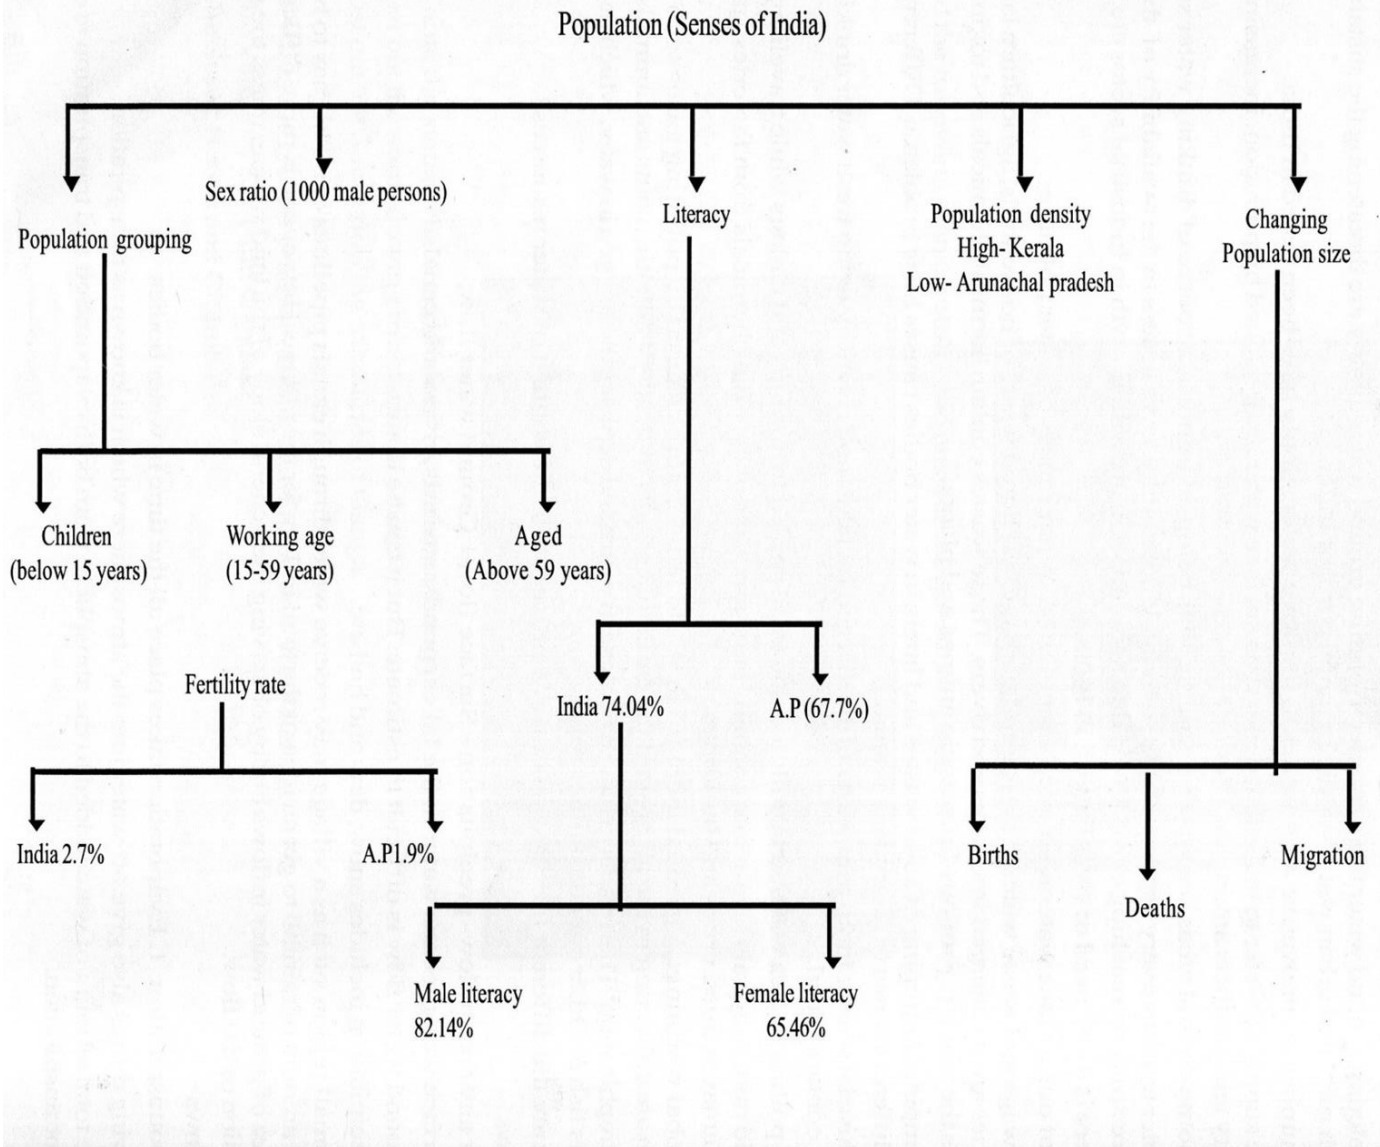 Population (Senses of India)
Population grouping
Sex ratio (1000 male persons)
Literacy
Population density
High- Kerala
Low- Arunachal pradesh
Changing
Population size
Children
(below 15 years)
Working age
(15-59 years)
Aged
(Above 59 years)
Fertility rate
India 2.7%
A.P1.9%
India 74.04%
A.P (67.7%)
Male literacy
82.14%
Female literacy
65.46%
Births
Deaths
Migration